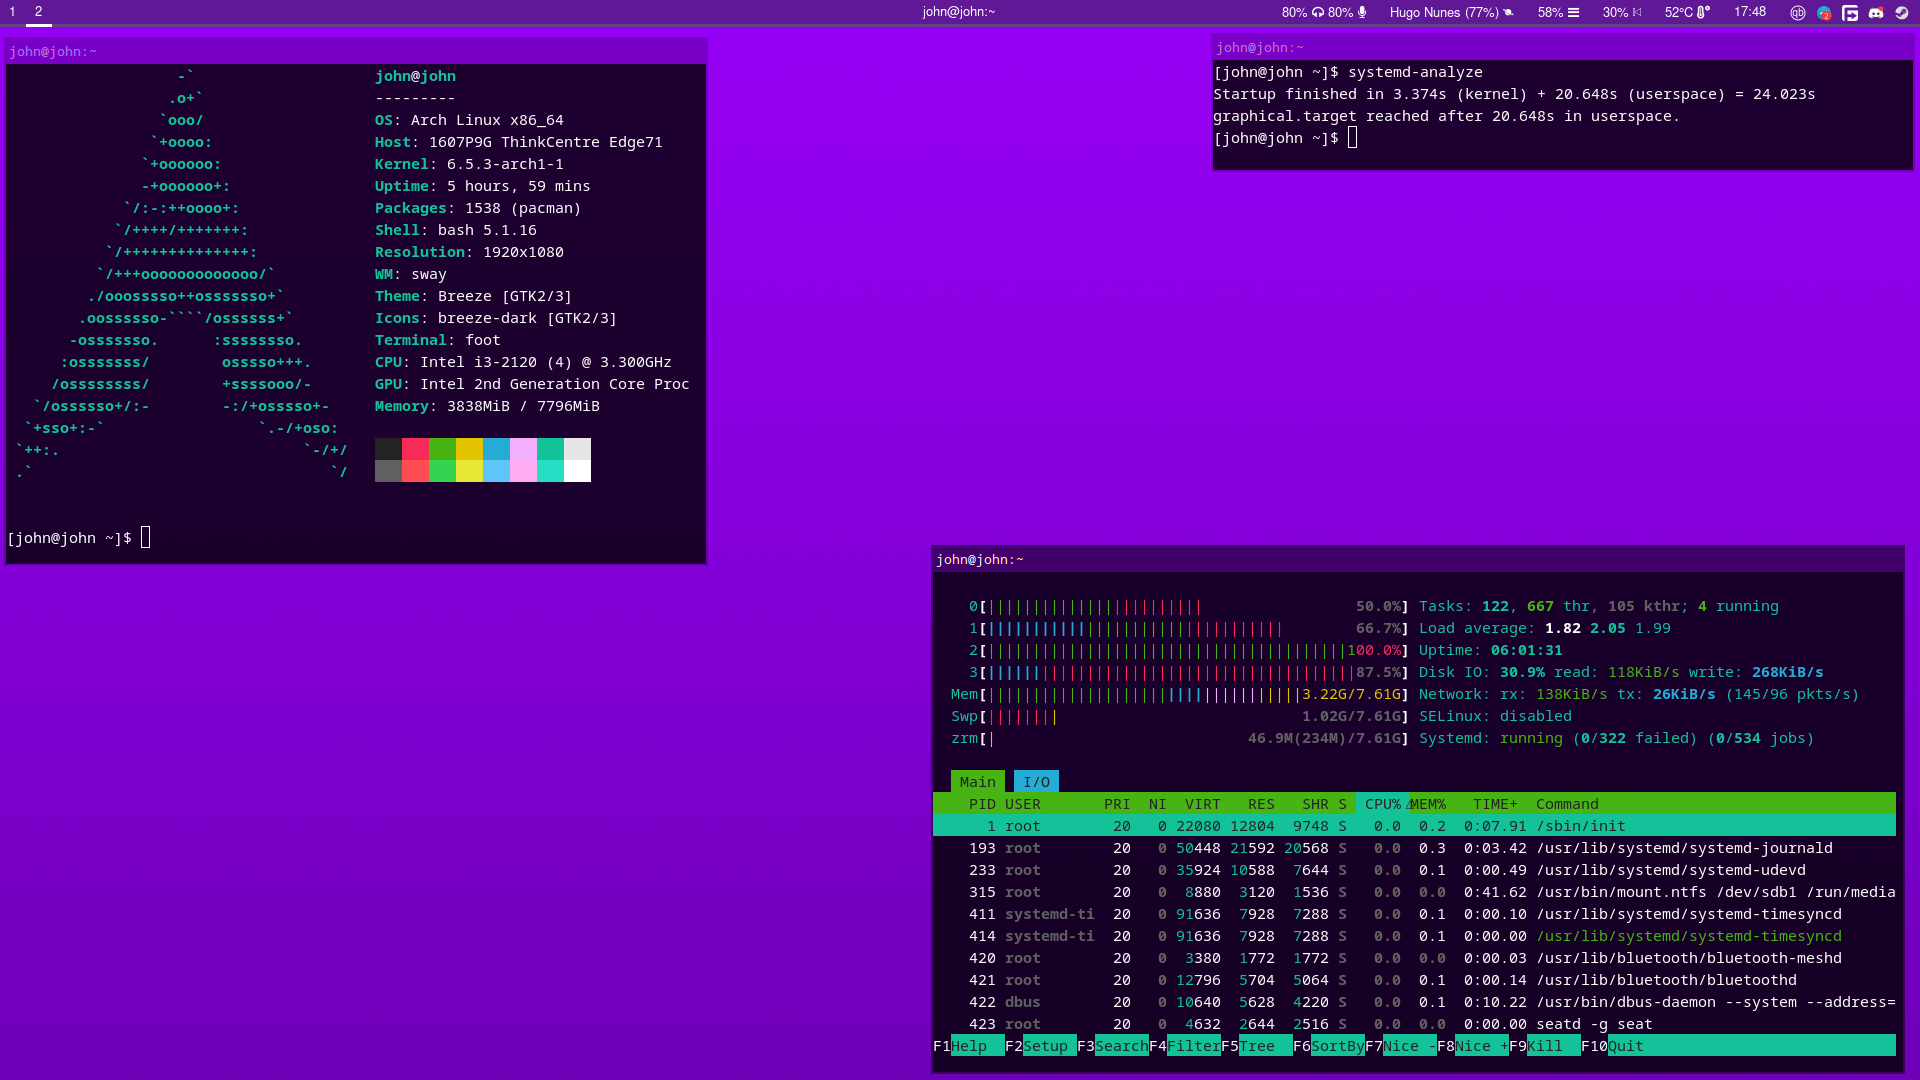 1 2 john@john:~ 80% 80% Hugo Nunes (77%) 58% 30% 52°C 17:48
john@john:~
-`
.o+`
`ooo/
`+oooo:
`+oooooo:
-+oooooo+:
`/:-:++oooo+:
`/++++/+++++++:
`/++++++++++++++:
`/+++ooooooooooooo/`
./ooosssso++osssssso+`
.oossssso-````/ossssss+`
-osssssso. :ssssssso.
:osssssss/ osssso+++.
/ossssssss/ +ssssooo/-
`/ossssso+/:- -:/+osssso+-
`+sso+:-` `.-/+oso:
`++:. `-/+/
.` `/
john@john
---------
OS: Arch Linux x86_64
Host: 1607P9G ThinkCentre Edge71
Kernel: 6.5.3-arch1-1
Uptime: 5 hours, 59 mins
Packages: 1538 (pacman)
Shell: bash 5.1.16
Resolution: 1920x1080
WM: sway
Theme: Breeze [GTK2/3]
Icons: breeze-dark [GTK2/3]
Terminal: foot
CPU: Intel i3-2120 (4) @ 3.300GHz
GPU: Intel 2nd Generation Core Proc
Memory: 3838MiB / 7796MiB
[john@john ~]$
john@john:~
[john@john ~]$ systemd-analyze
Startup finished in 3.374s (kernel) + 20.648s (userspace) = 24.023s
graphical.target reached after 20.648s in userspace.
[john@john ~]$
john@john:~
0[||||||||||||||||||||||||50.0%] Tasks: 122, 667 thr, 105 kthr; 4 running
1[|||||||||||||||||||||||||||||||||66.7%] Load average: 1.82 2.05 1.99
2[||||||||||||||||||||||||||||||||||||||||100.0%] Uptime: 06:01:31
3[|||||||||||||||||||||||||||||||||||||||||87.5%] Disk IO: 30.9% read: 118KiB/s write: 268KiB/s
Mem[|||||||||||||||||||||||||||||||||||3.22G/7.61G] Network: rx: 138KiB/s tx: 26KiB/s (145/96 pkts/s)
Swp[|||||||| 1.02G/7.61G] SELinux: disabled
zrm[| 46.9M(234M)/7.61G] Systemd: running (0/322 failed) (0/534 jobs)
Main I/O
PID USER PRI NI VIRT RES SHR S CPU%△MEM% TIME+ Command
1 root 20 0 22080 12804 9748 S 0.0 0.2 0:07.91 /sbin/init
193 root 20 0 50448 21592 20568 S 0.0 0.3 0:03.42 /usr/lib/systemd/systemd-journald
233 root 20 0 35924 10588 7644 S 0.0 0.1 0:00.49 /usr/lib/systemd/systemd-udevd
315 root 20 0 8880 3120 1536 S 0.0 0.0 0:41.62 /usr/bin/mount.ntfs /dev/sdb1 /run/media
411 systemd-ti 20 0 91636 7928 7288 S 0.0 0.1 0:00.10 /usr/lib/systemd/systemd-timesyncd
414 systemd-ti 20 0 91636 7928 7288 S 0.0 0.1 0:00.00 /usr/lib/systemd/systemd-timesyncd
420 root 20 0 3380 1772 1772 S 0.0 0.0 0:00.03 /usr/lib/bluetooth/bluetooth-meshd
421 root 20 0 12796 5704 5064 S 0.0 0.1 0:00.14 /usr/lib/bluetooth/bluetoothd
422 dbus 20 0 10640 5628 4220 S 0.0 0.1 0:10.22 /usr/bin/dbus-daemon --system --address=
423 root 20 0 4632 2644 2516 S 0.0 0.0 0:00.00 seatd -g seat
F1Help F2Setup F3SearchF4FilterF5Tree F6SortByF7Nice -F8Nice +F9Kill F10Quit